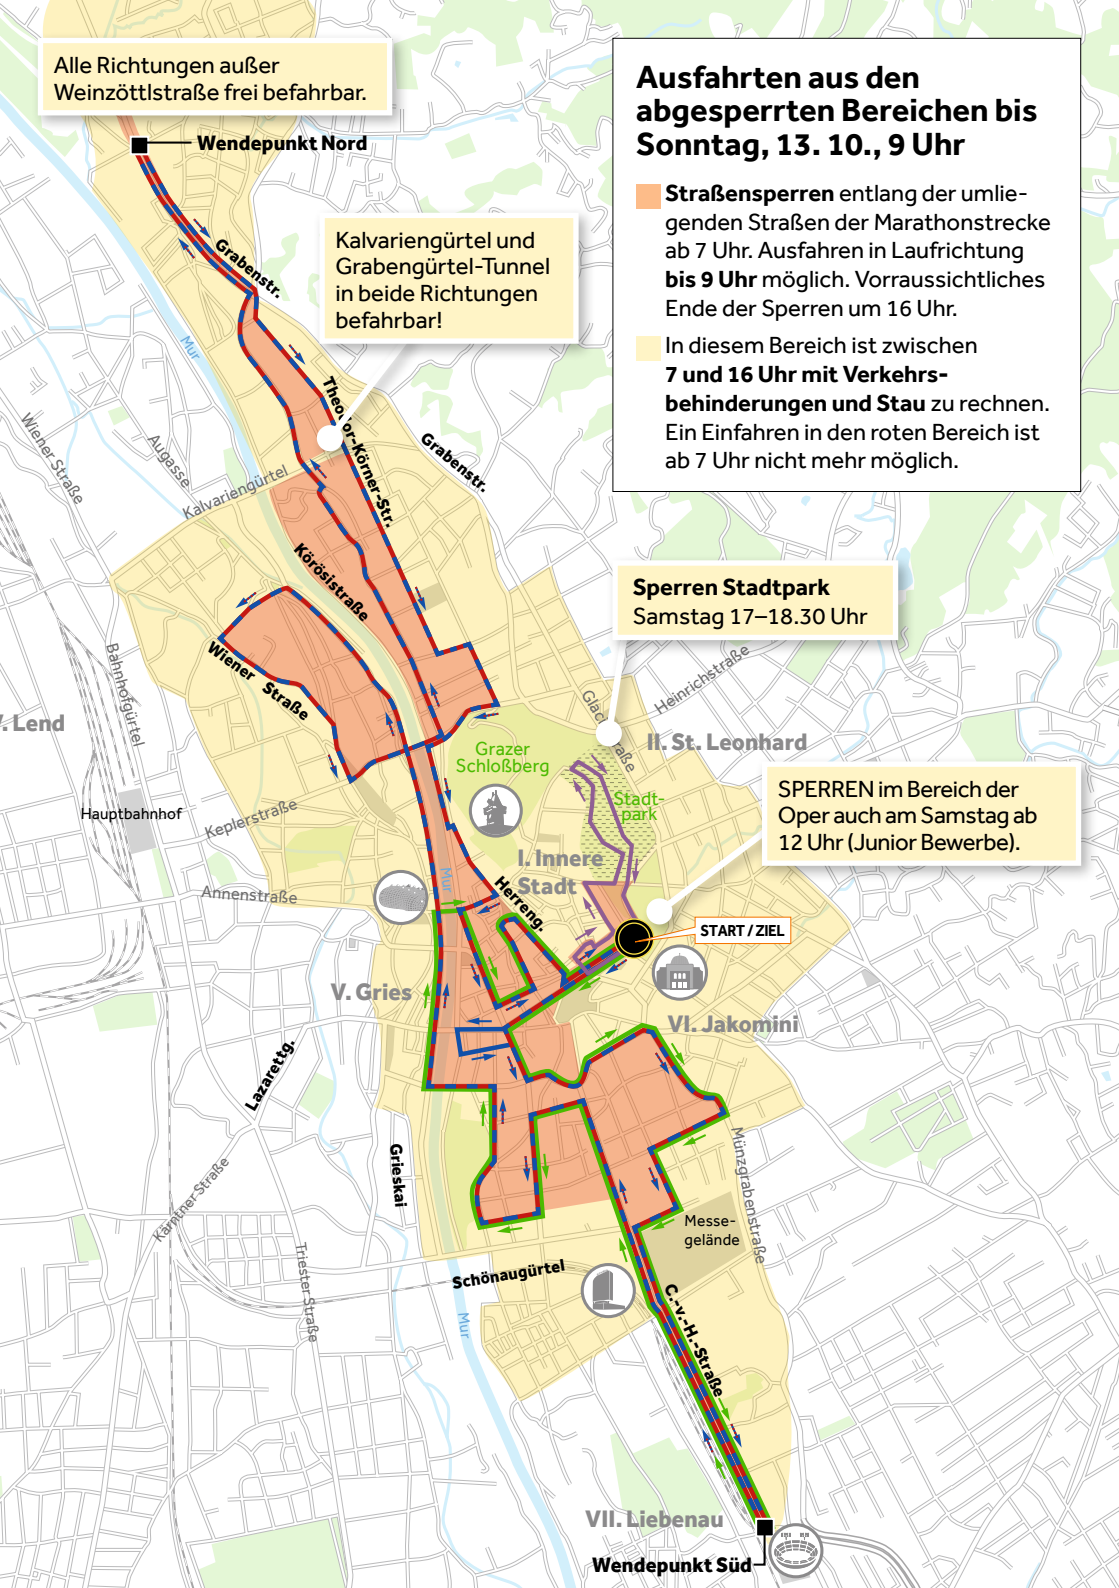 Alle Richtungen außer
Weinzöttlstraße frei befahrbar.
Wendepunkt Nord
Ausfahrten aus den
abgesperrten Bereichen bis
Sonntag, 13. 10., 9 Uhr
Straßensperren entlang der umlie-
genden Straßen der Marathonstrecke
ab 7 Uhr. Ausfahren in Laufrichtung
bis 9 Uhr möglich. Vorraussichtliches
Ende der Sperren um 16 Uhr.
In diesem Bereich ist zwischen
7 und 16 Uhr mit Verkehrs-
behinderungen und Stau zu rechnen.
Ein Einfahren in den roten Bereich ist
ab 7 Uhr nicht mehr möglich.
Grabenstr.
Kalvariengürtel und
Grabengürtel-Tunnel
in beide Richtungen
befahrbar!
Mur
Theodor-Körner-Str.
Wiener Straße
Augasse
Grabenstr.
Kalvariengürtel
Körösistraße
Sperren Stadtpark
Samstag 17–18.30 Uhr
Wiener Straße
Bahnhofgürtel
Heinrichstraße
Lend
II. St. Leonhard
Grazer
Schloßberg
SPERREN im Bereich der
Oper auch am Samstag ab
12 Uhr (Junior Bewerbe).
Stadt-
park
Hauptbahnhof
Keplerstraße
I. Innere
Stadt
Mur
Annenstraße
Herreng.
START / ZIEL
V. Gries
VI. Jakomini
Lazarettg.
Grieskai
Münzgrabenstraße
Kärntner Straße
Messe-
gelände
Triester Straße
Schönaugürtel
Mur
C.-v.-H.-Straße
VII. Liebenau
Wendepunkt Süd